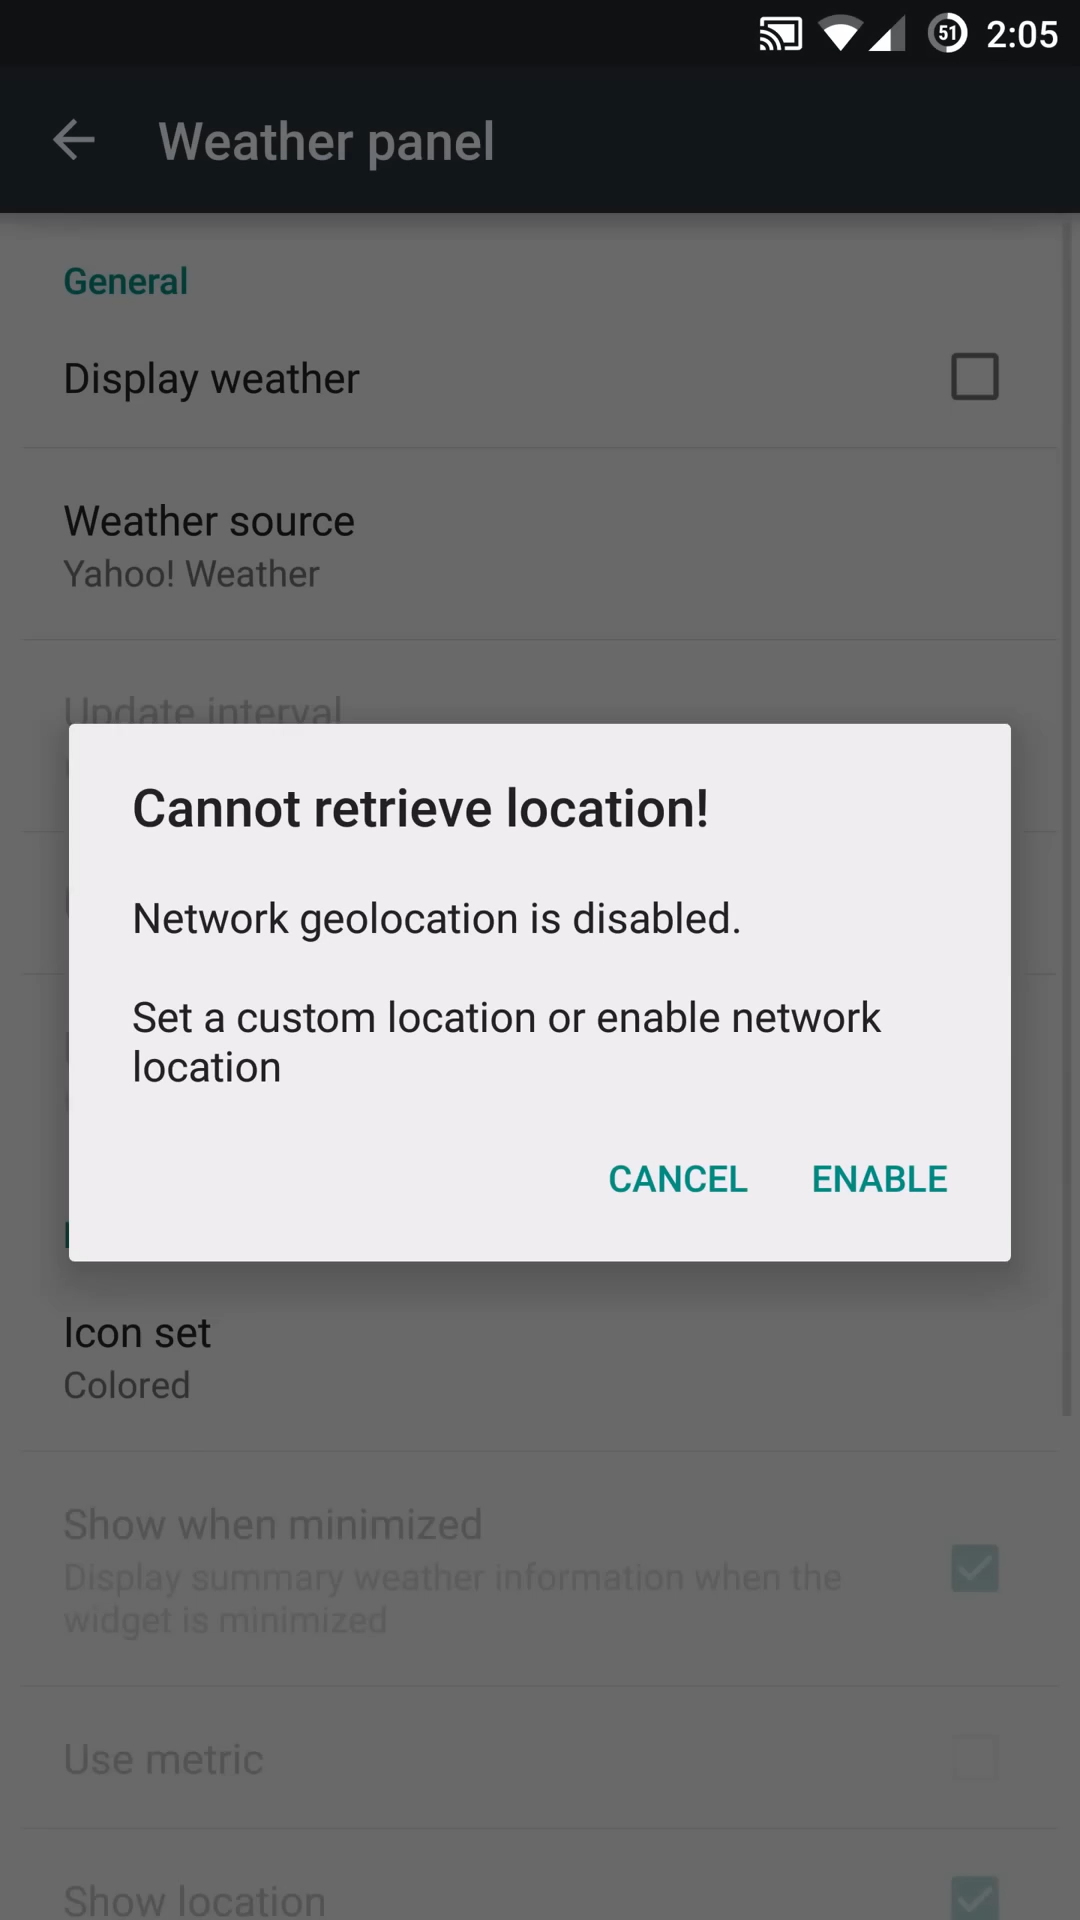 51 2:05
Weather panel
General
Display weather
Weather source
Yahoo! Weather
Update interval
Cannot retrieve location!
Network geolocation is disabled.
Set a custom location or enable network
location
CANCEL ENABLE
Icon set
Colored
Show when minimized
Display summary weather information when the
widget is minimized
Use metric
Show location